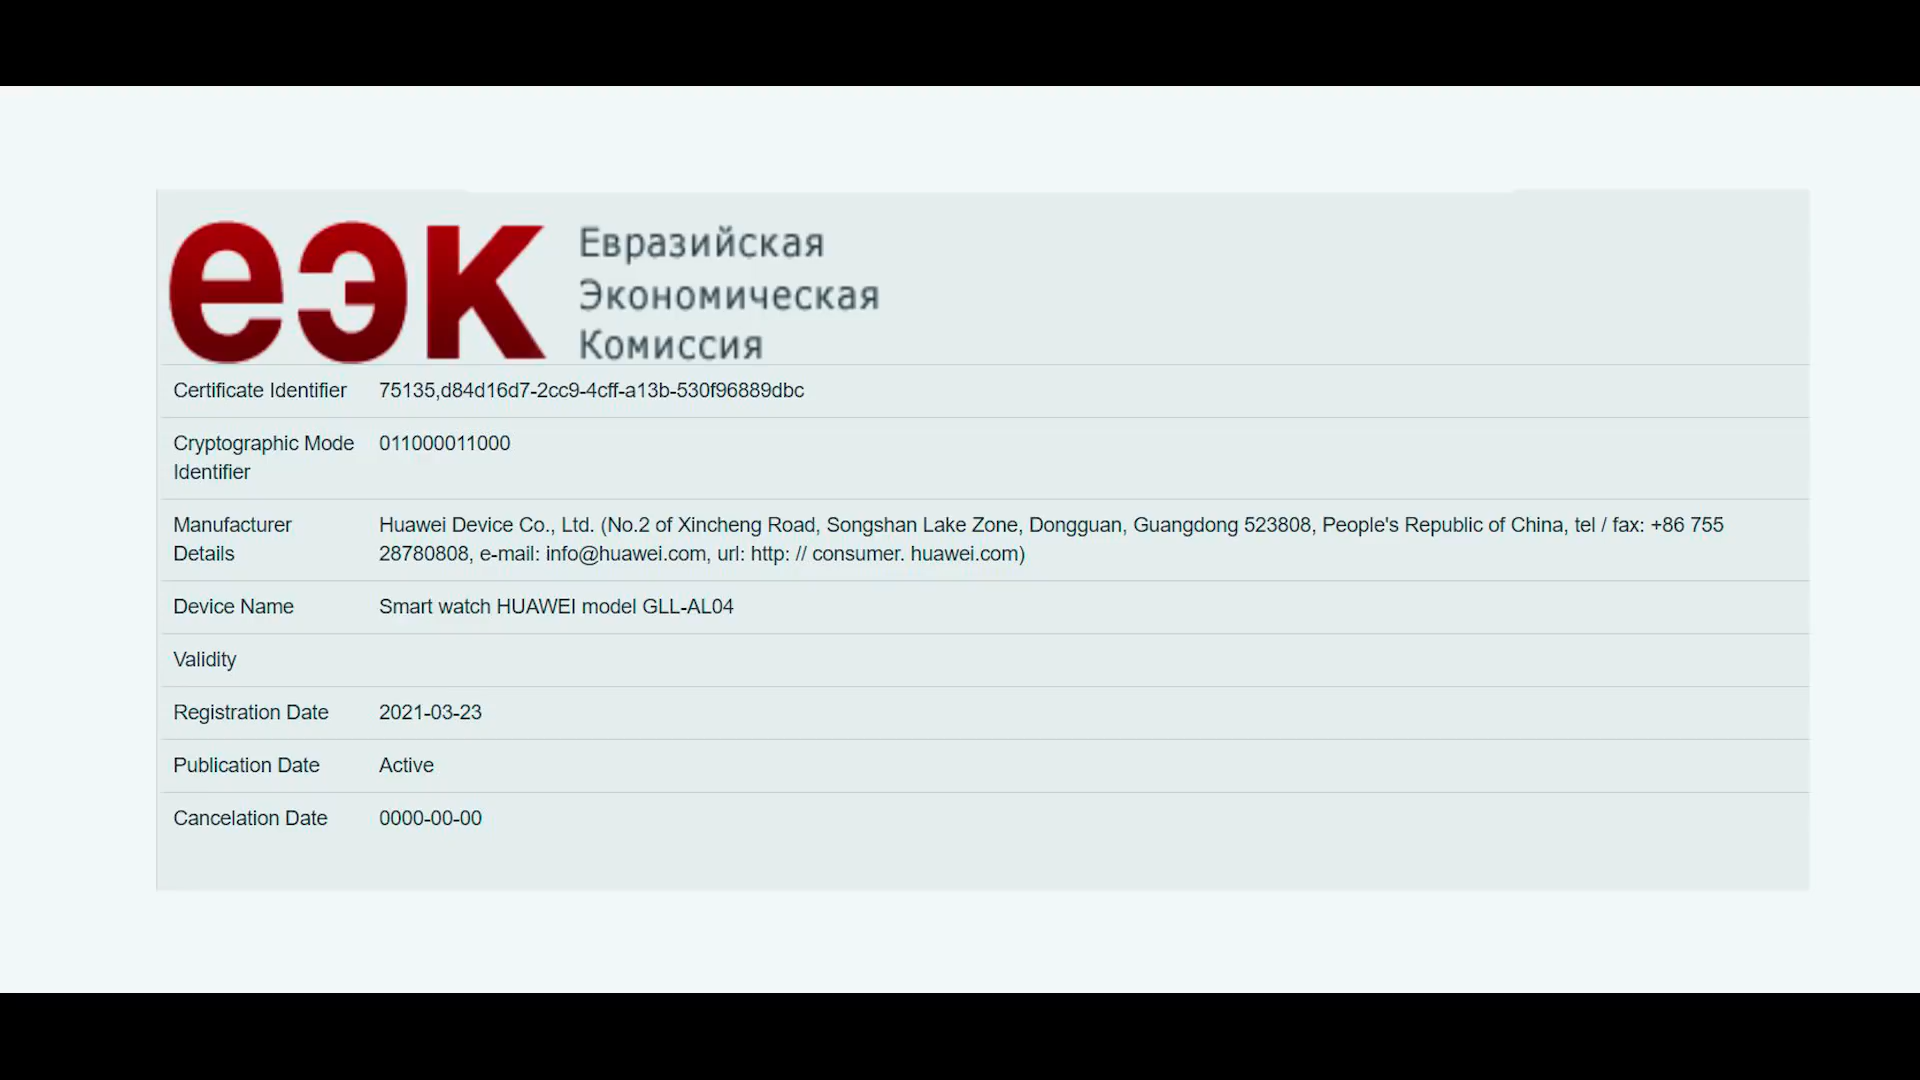 еэк
Евразийская
Экономическая
Комиссия
Certificate Identifier 75135,d84d16d7-2cc9-4cff-a13b-530f96889dbc
Cryptographic Mode 011000011000
Identifier
Manufacturer Huawei Device Co., Ltd. (No.2 of Xincheng Road, Songshan Lake Zone, Dongguan, Guangdong 523808, People's Republic of China, tel / fax: +86 755
Details 28780808, e-mail: info@huawei.com, url: http: // consumer. huawei.com)
Device Name Smart watch HUAWEI model GLL-AL04
Validity
Registration Date 2021-03-23
Publication Date Active
Cancelation Date 0000-00-00